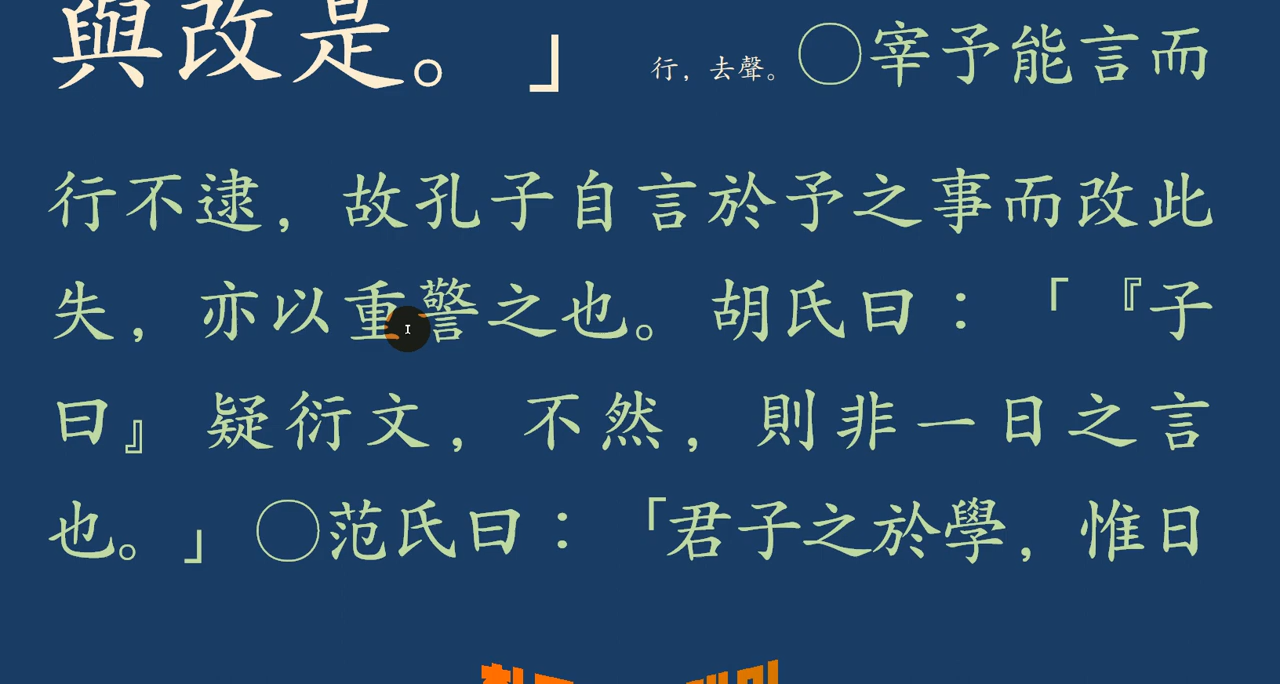 與改是。」 行，去聲。 ◯宰予能言而
行不逮，故孔子自言於予之事而改此
失，亦以重警之也。胡氏曰：「『子
曰』疑衍文，不然，則非一日之言
也。」◯范氏曰：「君子之於學，惟日